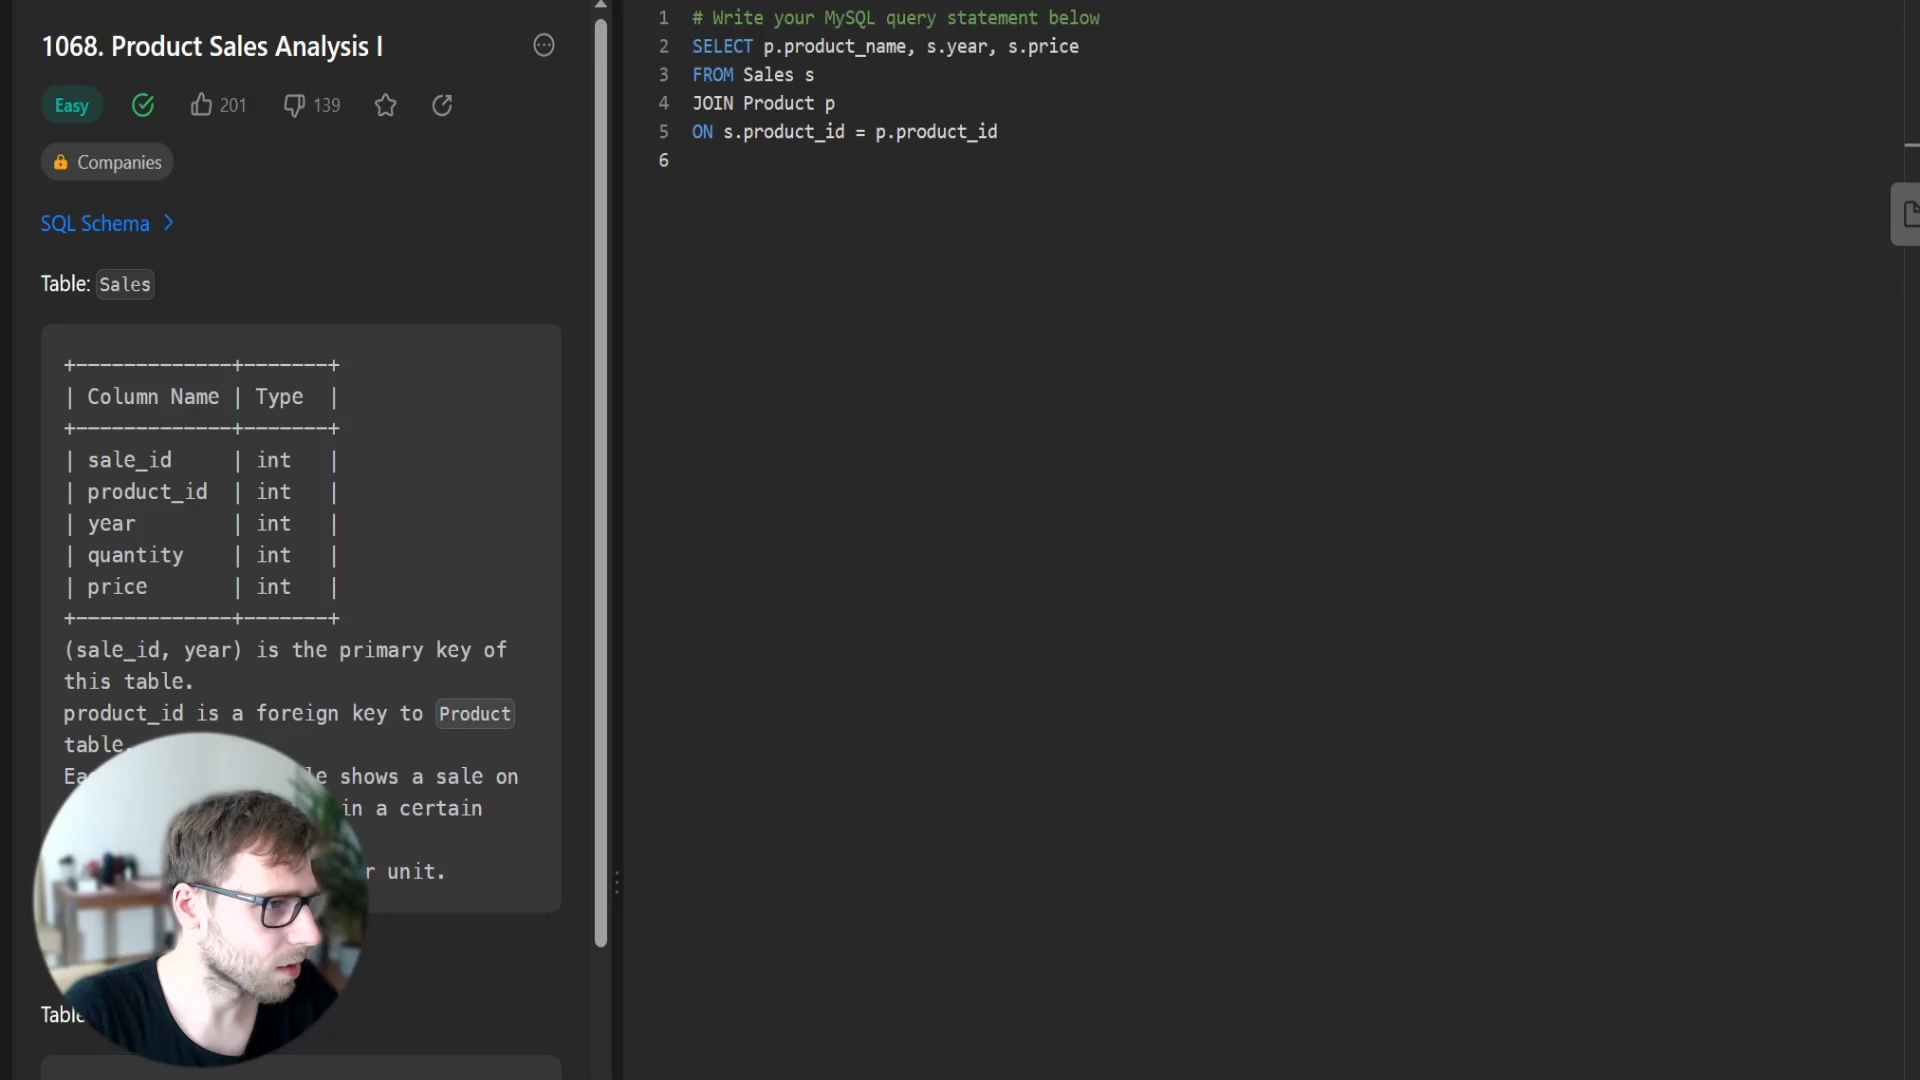 1068. Product Sales Analysis I
Easy 201 139
Companies
SQL Schema
Table: Sales
+-------------+-------+
| Column Name | Type  |
+-------------+-------+
| sale_id     | int   |
| product_id  | int   |
| year        | int   |
| quantity    | int   |
| price       | int   |
+-------------+-------+
(sale_id, year) is the primary key of
this table.
product_id is a foreign key to Product
table.
shows a sale on
in a certain
unit.
Table
1 # Write your MySQL query statement below
2 SELECT p.product_name, s.year, s.price
3 FROM Sales s
4 JOIN Product p
5 ON s.product_id = p.product_id
6